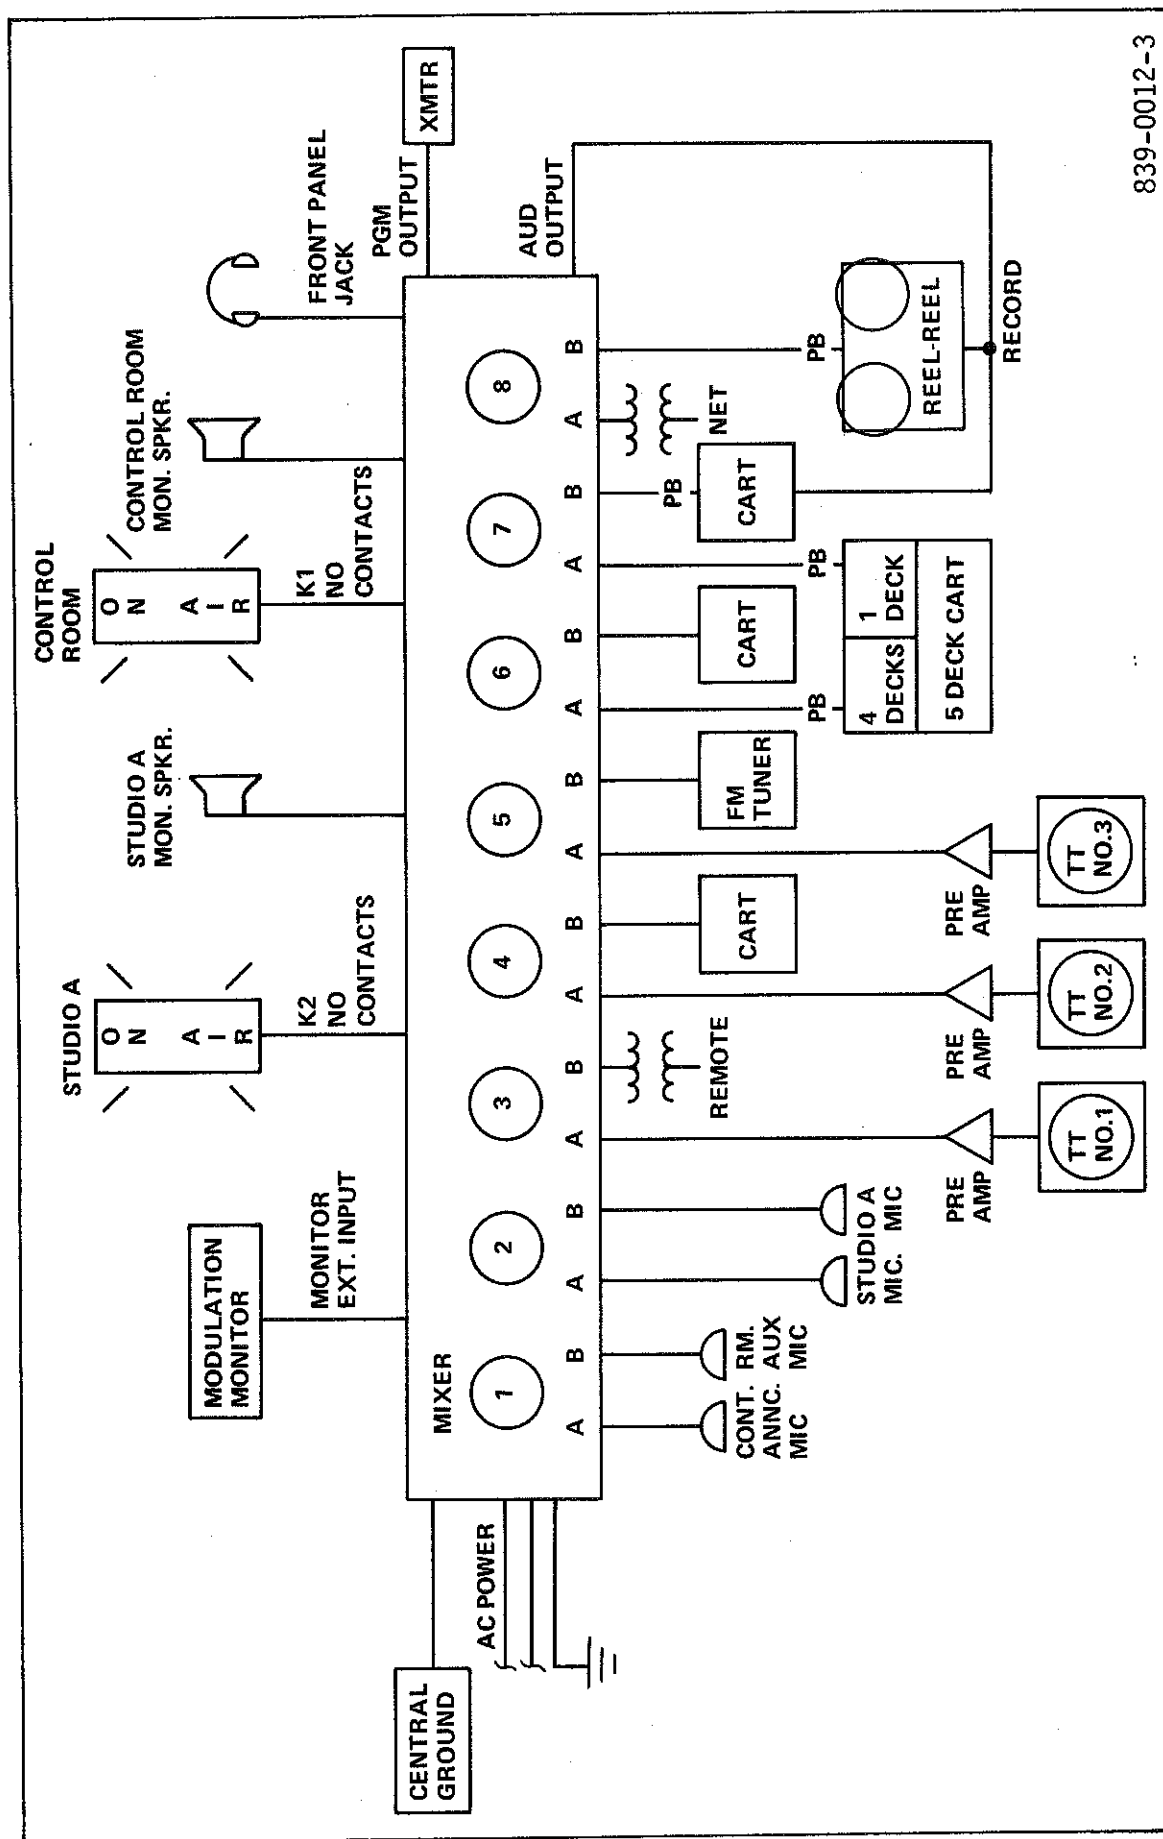 STUDIO A
ON AIR
CONTROL
ROOM
ON AIR
MODULATION
MONITOR
MONITOR
EXT. INPUT
K2
NO
CONTACTS
STUDIO A
MON. SPKR.
K1
NO
CONTACTS
CONTROL ROOM
MON. SPKR.
FRONT PANEL
JACK
PGM
OUTPUT
XMTR
CENTRAL
GROUND
AC POWER
MIXER
1 2 3 4 5 6 7 8
A B A B A B A B A B A B A B A B
AUD
OUTPUT
CONT. RM.
ANNC. AUX
MIC MIC
STUDIO A
MIC. MIC
REMOTE
CART
FM
TUNER
CART
PB
CART
NET
PB
PB
PB
4
DECKS
1
DECK
5 DECK CART
REEL-REEL
RECORD
PRE
AMP
PRE
AMP
PRE
AMP
TT
NO.1
TT
NO.2
TT
NO.3
839-0012-3